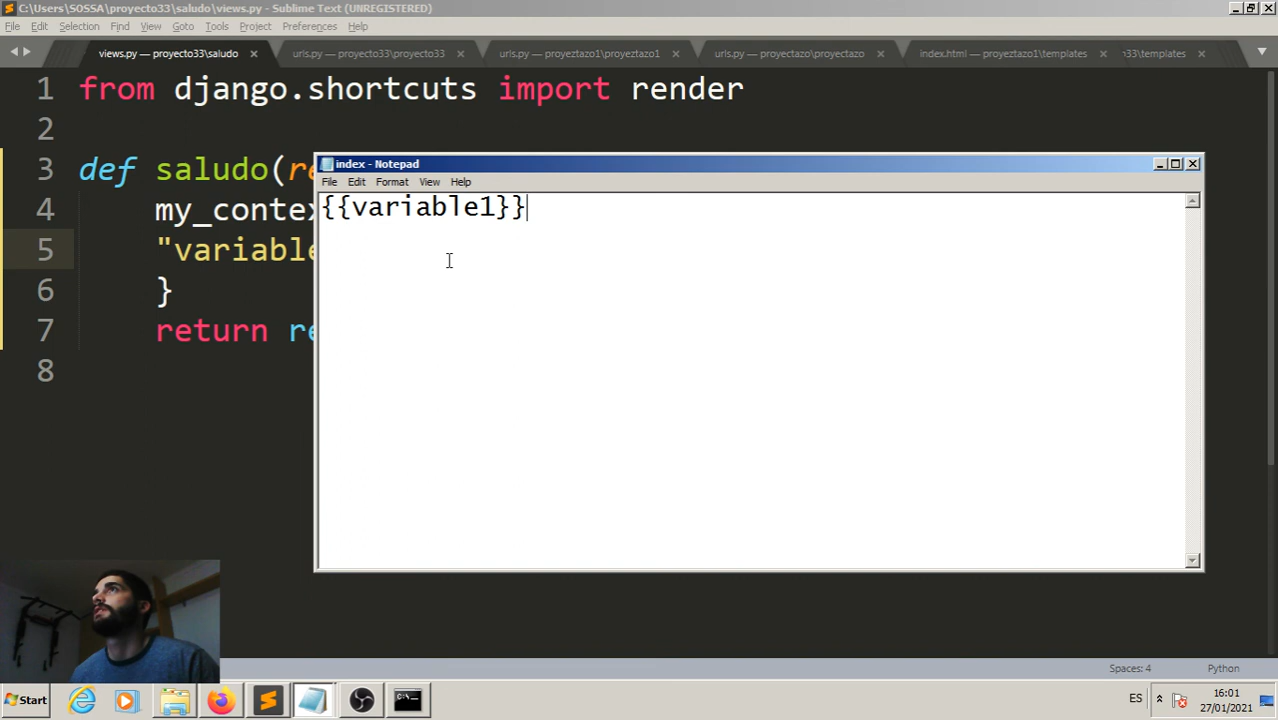 C:\Users\SOSSA\proyecto33\saludo\views.py - Sublime Text (UNREGISTERED)
File Edit Selection Find View Goto Tools Project Preferences Help
views.py — proyecto33\saludo urls.py — proyecto33\proyecto33 urls.py — proyeztazo1\proyeztazo1 urls.py — proyectazo\proyectazo index.html — proyeztazo1\templates 33\templates
1 from django.shortcuts import render
2
3 def saludo(
4 my_contex
5 "variable
6 }
7 return re
8
index - Notepad
File Edit Format View Help
{{variable1}}
Spaces: 4 Python
Start ES 16:01
27/01/2021